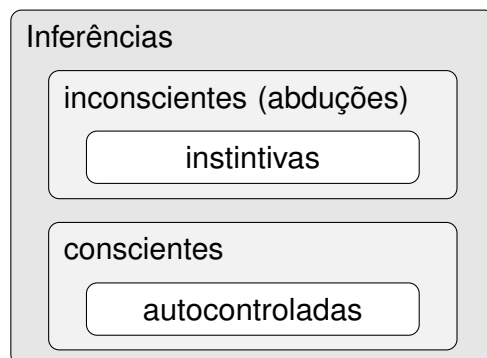 Inferências
inconscientes (abduções)
instintivas
conscientes
autocontroladas